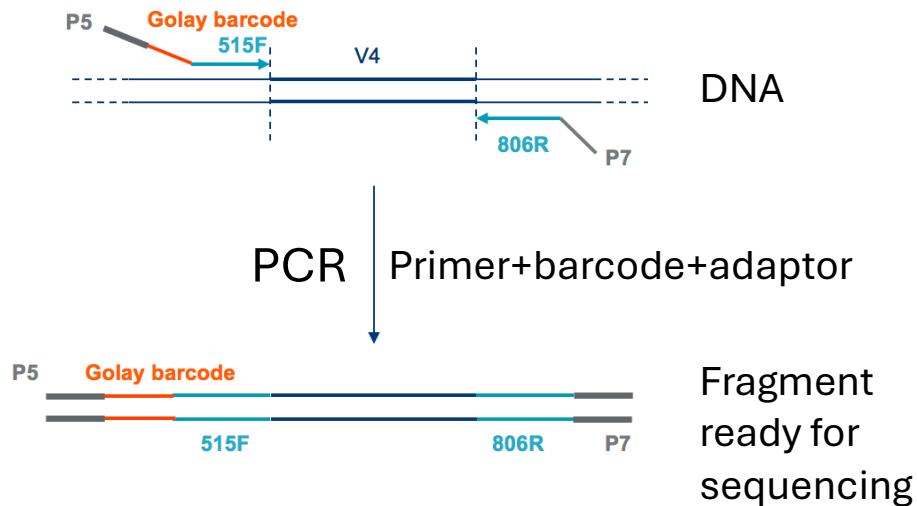 P5
Golay barcode
515F
V4
DNA
806R
P7
PCR
Primer+barcode+adaptor
P5
Golay barcode
515F
806R
P7
Fragment
ready for
sequencing